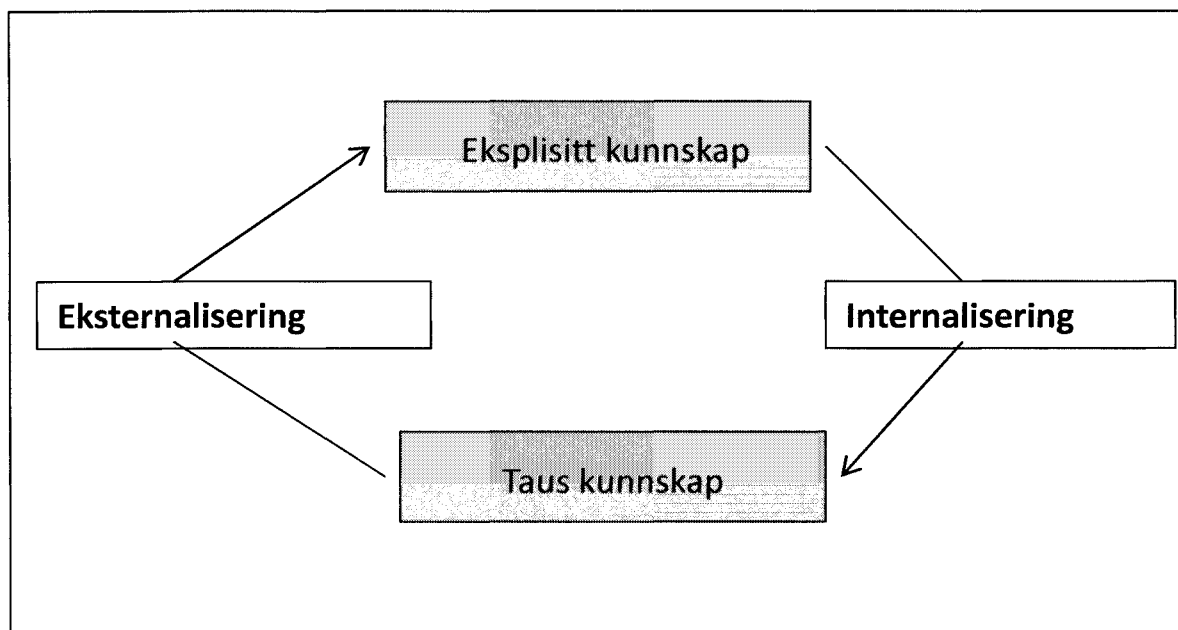 Eksplisitt kunnskap
Eksternalisering
Internalisering
Taus kunnskap